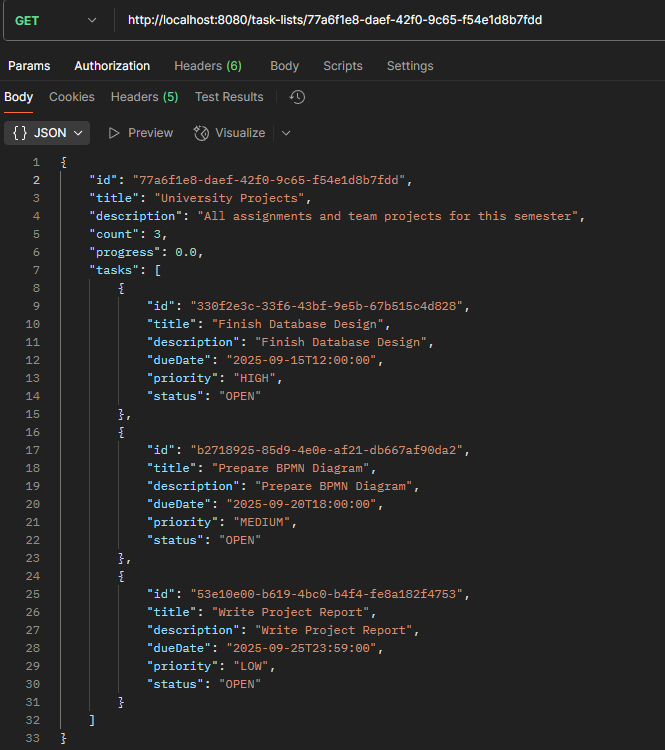 GET http://localhost:8080/task-lists/77a6f1e8-daef-42f0-9c65-f54e1d8b7fdd
Params Authorization Headers (6) Body Scripts Settings
Body Cookies Headers (5) Test Results
{} JSON Preview Visualize
1 {
2 "id": "77a6f1e8-daef-42f0-9c65-f54e1d8b7fdd",
3 "title": "University Projects",
4 "description": "All assignments and team projects for this semester",
5 "count": 3,
6 "progress": 0.0,
7 "tasks": [
8 {
9 "id": "330f2e3c-33f6-43bf-9e5b-67b515c4d828",
10 "title": "Finish Database Design",
11 "description": "Finish Database Design",
12 "dueDate": "2025-09-15T12:00:00",
13 "priority": "HIGH",
14 "status": "OPEN"
15 },
16 {
17 "id": "b2718925-85d9-4e0e-af21-db667af90da2",
18 "title": "Prepare BPMN Diagram",
19 "description": "Prepare BPMN Diagram",
20 "dueDate": "2025-09-20T18:00:00",
21 "priority": "MEDIUM",
22 "status": "OPEN"
23 },
24 {
25 "id": "53e10e00-b619-4bc0-b4f4-fe8a182f4753",
26 "title": "Write Project Report",
27 "description": "Write Project Report",
28 "dueDate": "2025-09-25T23:59:00",
29 "priority": "LOW",
30 "status": "OPEN"
31 }
32 ]
33 }